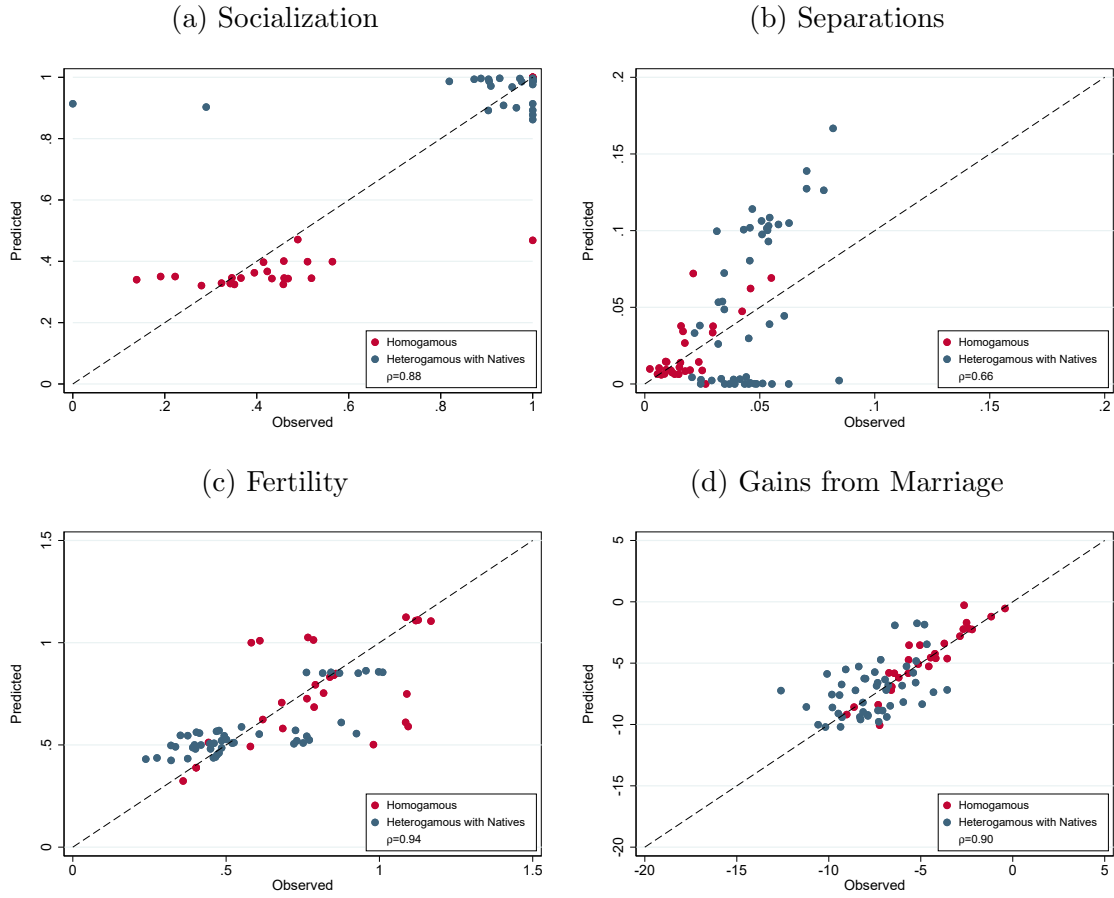 (a) Socialization
Predicted
0 .2 .4 .6 .8 1
0 .2 .4 .6 .8 1
Observed
Homogamous
Heterogamous with Natives
ρ=0.88
(b) Separations
Predicted
0 .05 .1 .15 .2
0 .05 .1 .15 .2
Observed
Homogamous
Heterogamous with Natives
ρ=0.66
(c) Fertility
Predicted
0 .5 1 1.5
0 .5 1 1.5
Observed
Homogamous
Heterogamous with Natives
ρ=0.94
(d) Gains from Marriage
Predicted
-20 -15 -10 -5 0 5
-20 -15 -10 -5 0 5
Observed
Homogamous
Heterogamous with Natives
ρ=0.90